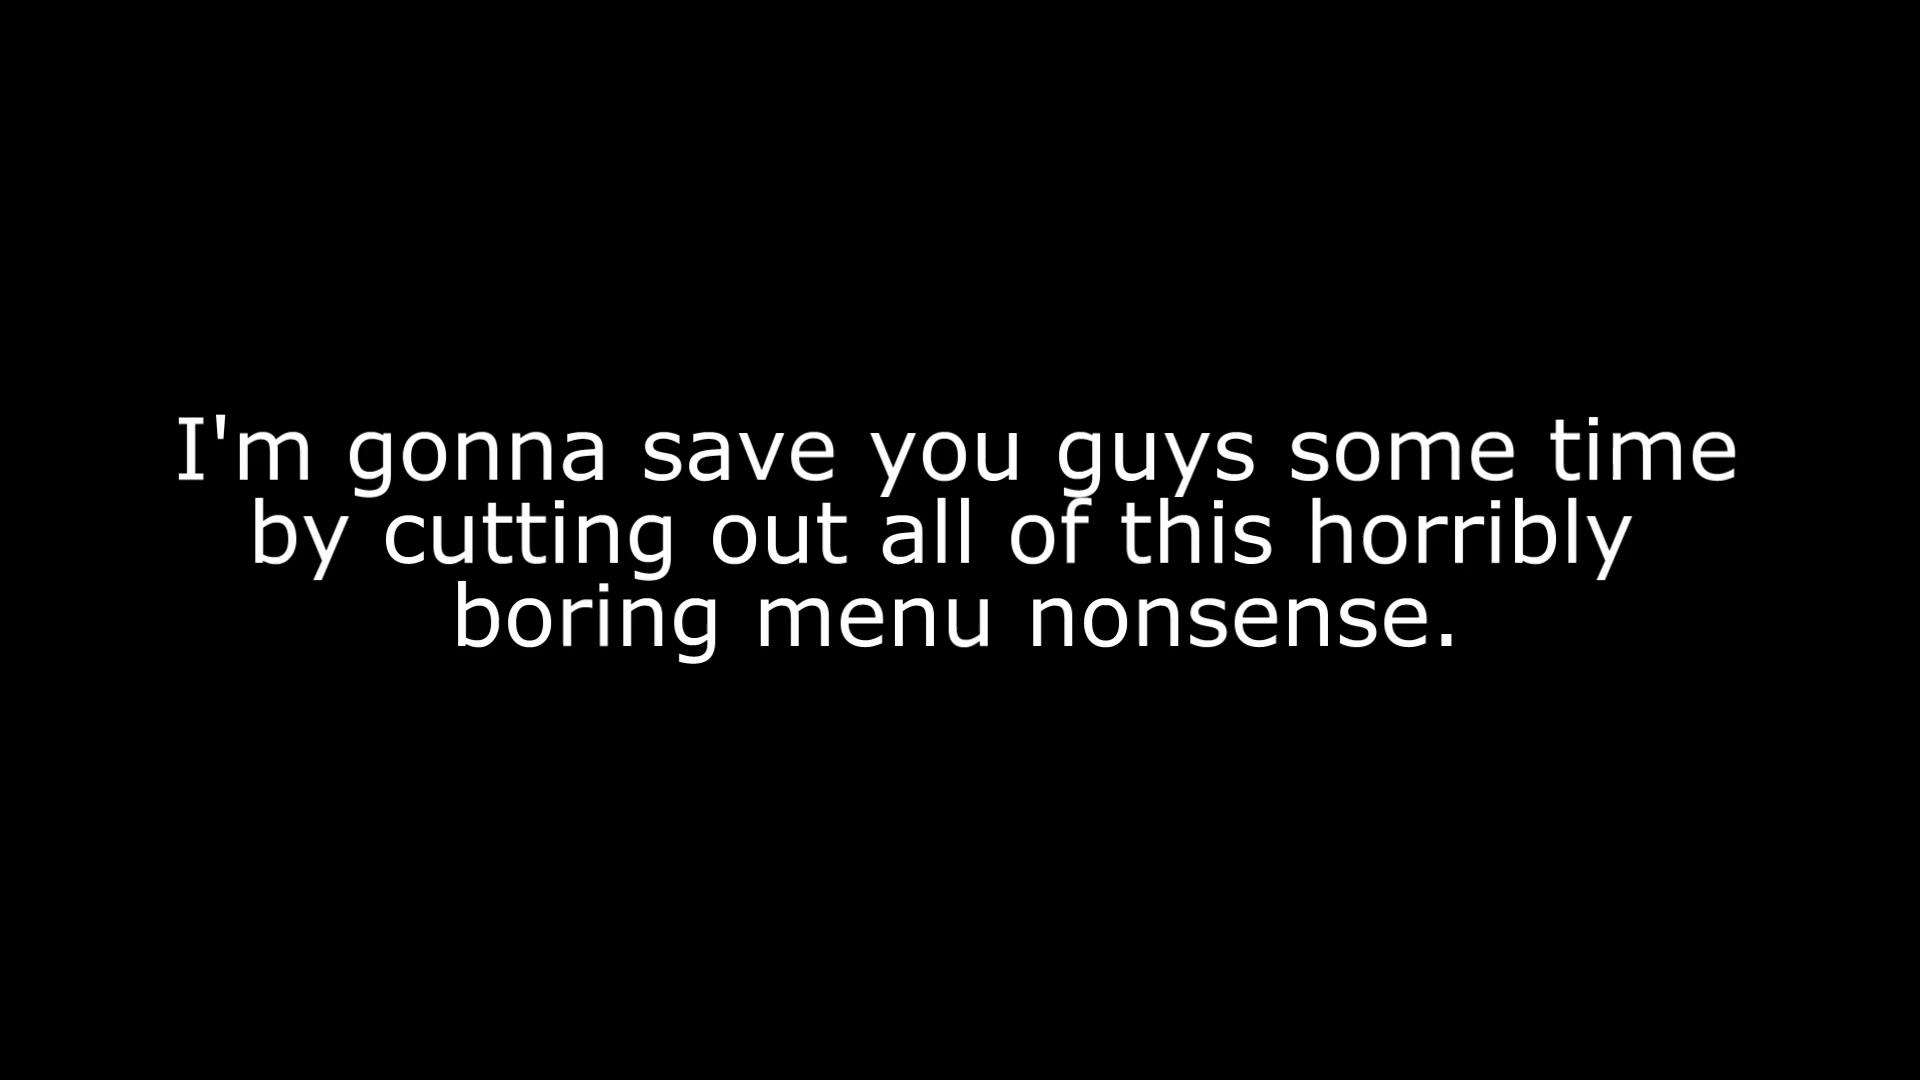 I'm gonna save you guys some time
by cutting out all of this horribly
boring menu nonsense.